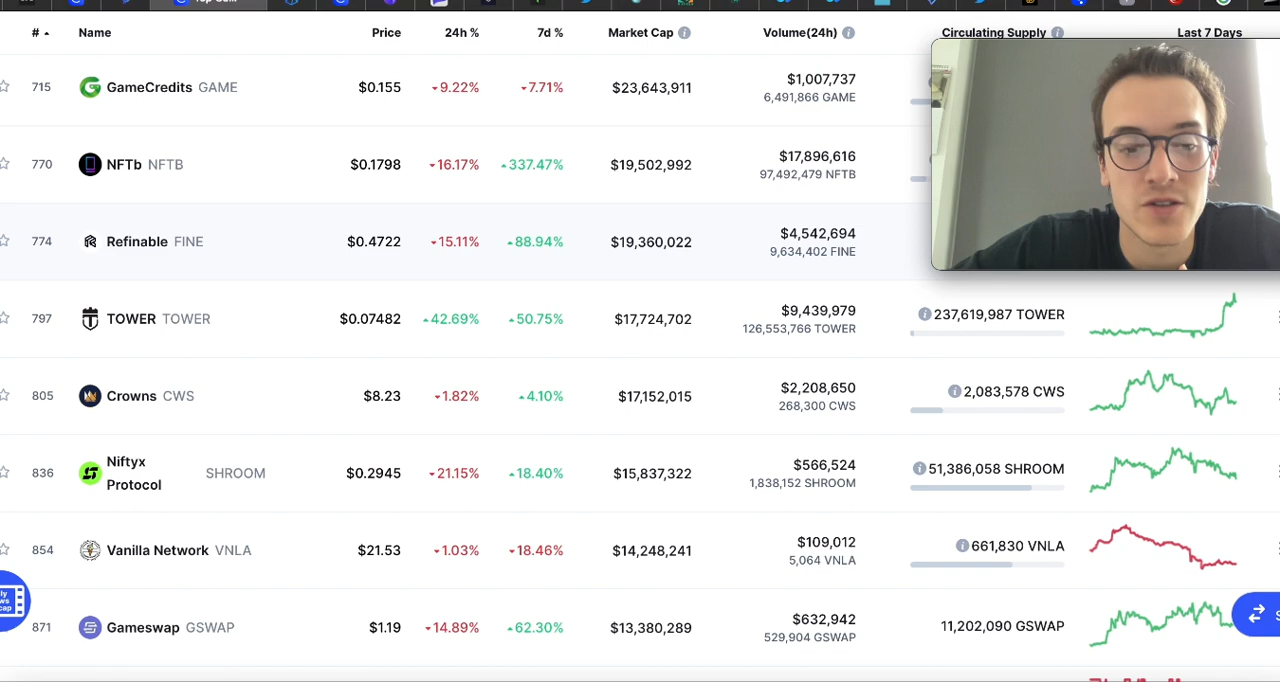 # Name Price 24h % 7d % Market Cap Volume(24h) Circulating Supply Last 7 Days
715 GameCredits GAME $0.155 9.22% 7.71% $23,643,911 $1,007,737
6,491,866 GAME
770 NFTb NFTB $0.1798 16.17% 337.47% $19,502,992 $17,896,616
97,492,479 NFTB
774 Refinable FINE $0.4722 15.11% 88.94% $19,360,022 $4,542,694
9,634,402 FINE
797 TOWER TOWER $0.07482 42.69% 50.75% $17,724,702 $9,439,979 237,619,987 TOWER
126,553,766 TOWER
805 Crowns CWS $8.23 1.82% 4.10% $17,152,015 $2,208,650 2,083,578 CWS
268,300 CWS
836 Niftyx Protocol SHROOM $0.2945 21.15% 18.40% $15,837,322 $566,524 51,386,058 SHROOM
1,838,152 SHROOM
854 Vanilla Network VNLA $21.53 1.03% 18.46% $14,248,241 $109,012 661,830 VNLA
5,064 VNLA
871 Gameswap GSWAP $1.19 14.89% 62.30% $13,380,289 $632,942 11,202,090 GSWAP
529,904 GSWAP